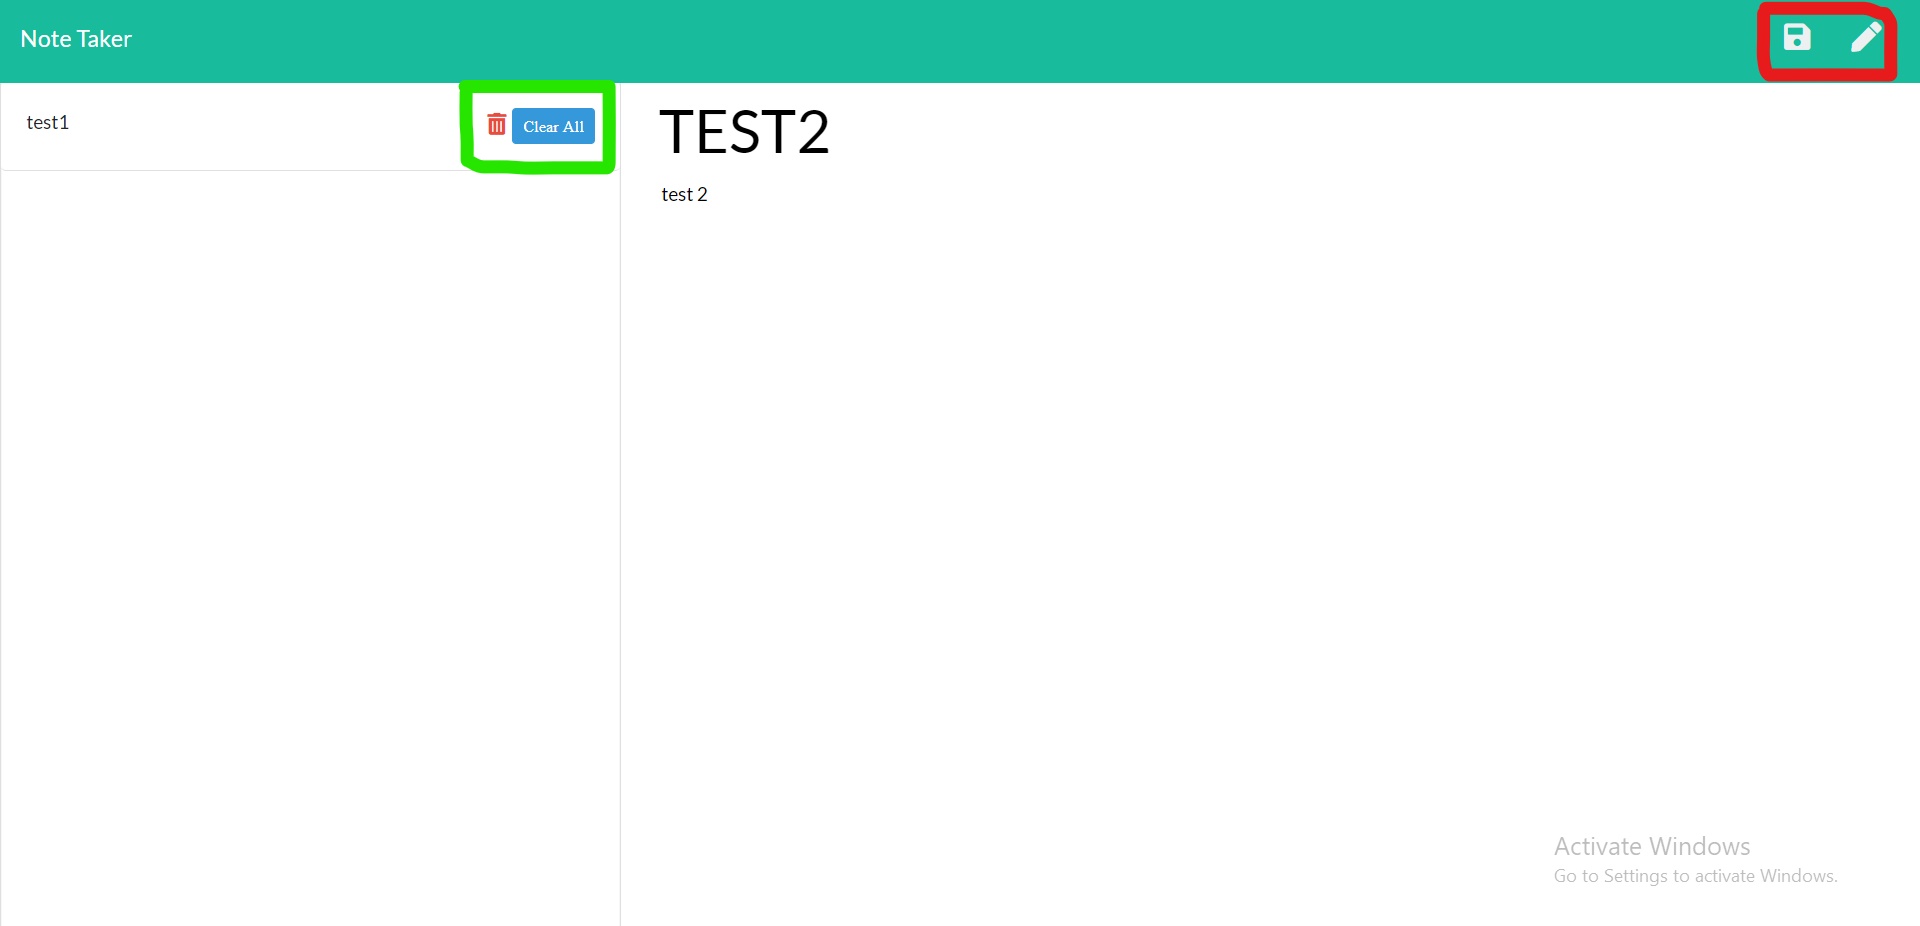 Note Taker
test1
Clear All
TEST2
test 2
Activate Windows
Go to Settings to activate Windows.